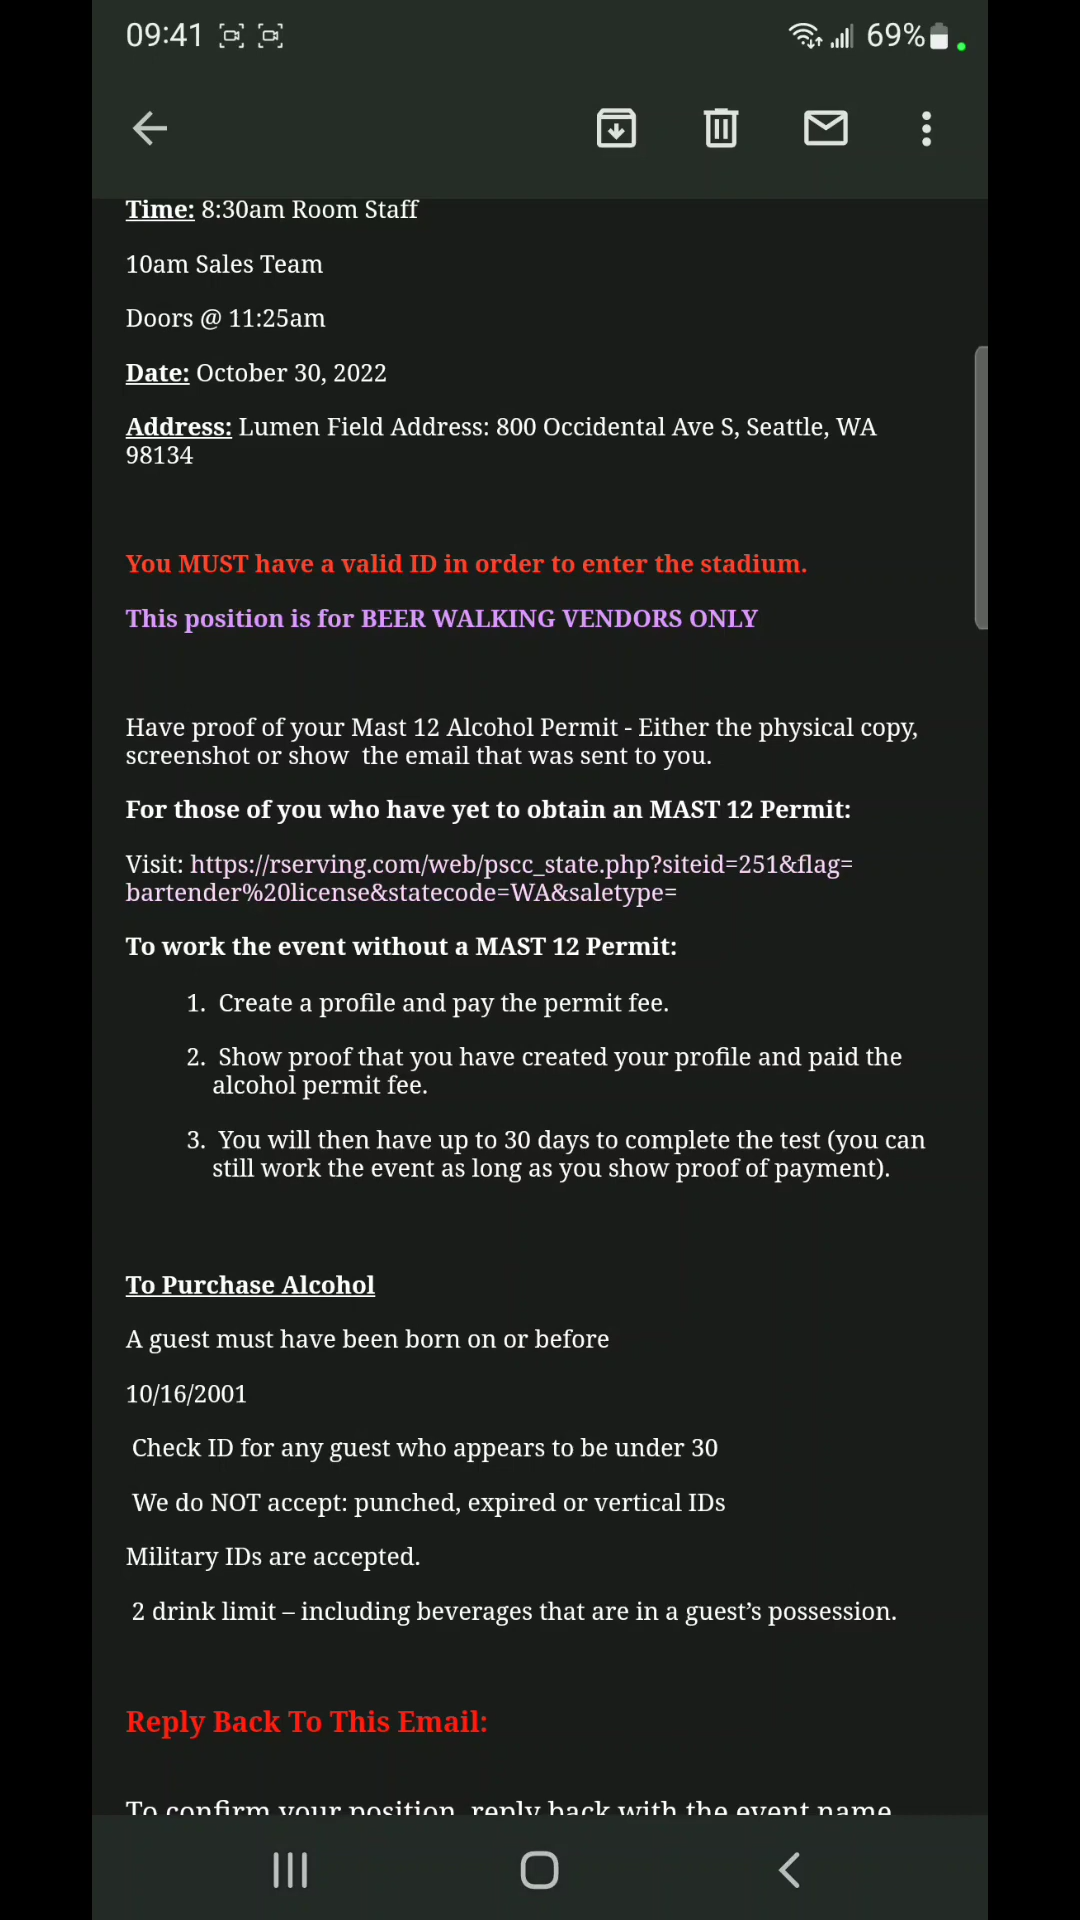 09:41
69%
Time: 8:30am Room Staff
10am Sales Team
Doors @ 11:25am
Date: October 30, 2022
Address: Lumen Field Address: 800 Occidental Ave S, Seattle, WA
98134
You MUST have a valid ID in order to enter the stadium.
This position is for BEER WALKING VENDORS ONLY
Have proof of your Mast 12 Alcohol Permit - Either the physical copy,
screenshot or show  the email that was sent to you.
For those of you who have yet to obtain an MAST 12 Permit:
Visit: https://rserving.com/web/pscc_state.php?siteid=251&flag=
bartender%20license&statecode=WA&saletype=
To work the event without a MAST 12 Permit:
1. Create a profile and pay the permit fee.
2. Show proof that you have created your profile and paid the
alcohol permit fee.
3. You will then have up to 30 days to complete the test (you can
still work the event as long as you show proof of payment).
To Purchase Alcohol
A guest must have been born on or before
10/16/2001
Check ID for any guest who appears to be under 30
We do NOT accept: punched, expired or vertical IDs
Military IDs are accepted.
2 drink limit – including beverages that are in a guest’s possession.
Reply Back To This Email:
To confirm your position, reply back with the event name